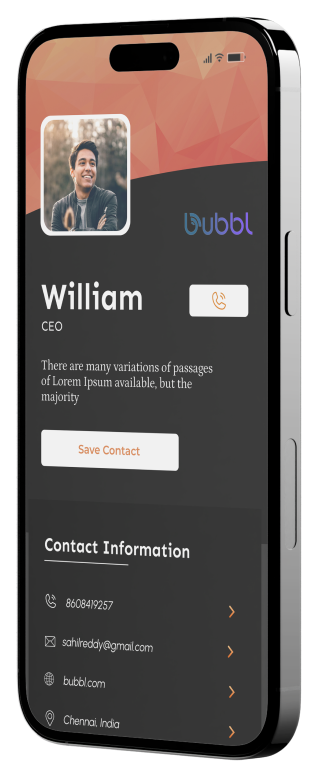 bubbl
William
CEO
There are many variations of passages
of Lorem Ipsum available, but the
majority
Save Contact
Contact Information
8608419257
sahilreddy@gmail.com
bubbl.com
Chennai, India